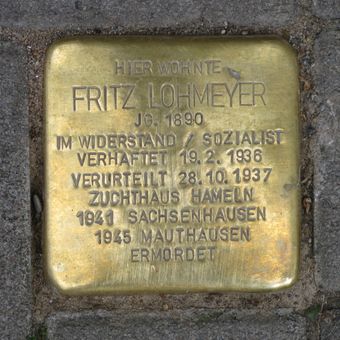 HIER WOHNTE
FRITZ LOHMEYER
JG. 1890
IM WIDERSTAND / SOZIALIST
VERHAFTET 19.2.1936
VERURTEILT 28.10.1937
ZUCHTHAUS HAMELN
1941 SACHSENHAUSEN
1945 MAUTHAUSEN
ERMORDET